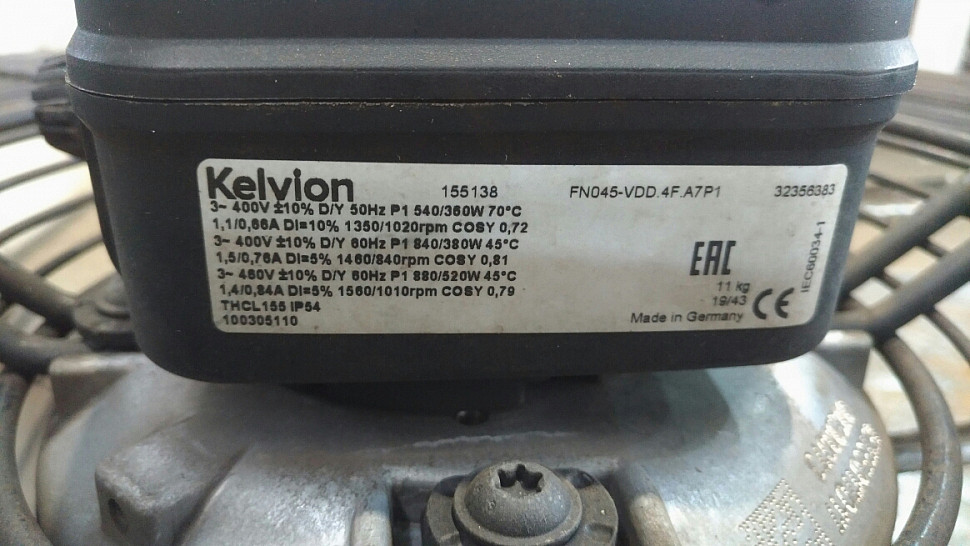 Kelvion 155138 FN045-VDD.4F.A7P1 32356383
3~ 400V ±10% D/Y 50Hz P1 540/360W 70°C
1,1/0,66A DI=10% 1350/1020rpm COSY 0,72
3~ 400V ±10% D/Y 60Hz P1 840/380W 45°C
1,5/0,76A DI=5% 1460/840rpm COSY 0,81
3~ 460V ±10% D/Y 60Hz P1 880/520W 45°C
1,4/0,84A DI=5% 1560/1010rpm COSY 0,79
THCL155 IP54
100305110
EAC
11 kg
19/43 CE
Made in Germany
IEC60034-1